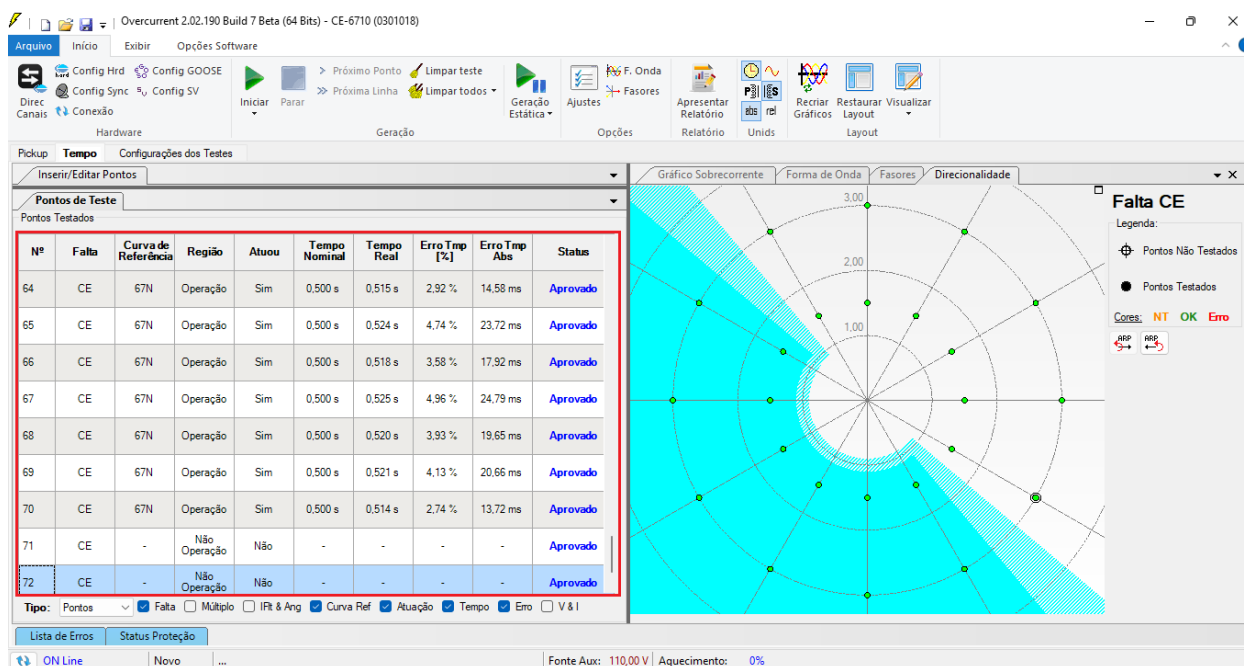 Overcurrent 2.02.190 Build 7 Beta (64 Bits) - CE-6710 (0301018)
Arquivo Início Exibir Opções Software
Direc Canais
Config Hrd Config GOOSE
Config Sync Config SV
Conexão
Hardware
Iniciar Parar
Próximo Ponto Limpar teste
Próxima Linha Limpar todos
Geração Estática
Geração
Ajustes
F. Onda
Fasores
Opções
Apresentar Relatório
Relatório
abs rel
Unids
Recriar Gráficos Restaurar Layout Visualizar
Layout
Pickup Tempo Configurações dos Testes
Inserir/Editar Pontos
Pontos de Teste
Pontos Testados
Nº Falta Curva de Referência Região Atuou Tempo Nominal Tempo Real Erro Tmp [%] Erro Tmp Abs Status
64 CE 67N Operação Sim 0,500 s 0,515 s 2,92 % 14,58 ms Aprovado
65 CE 67N Operação Sim 0,500 s 0,524 s 4,74 % 23,72 ms Aprovado
66 CE 67N Operação Sim 0,500 s 0,518 s 3,58 % 17,92 ms Aprovado
67 CE 67N Operação Sim 0,500 s 0,525 s 4,96 % 24,79 ms Aprovado
68 CE 67N Operação Sim 0,500 s 0,520 s 3,93 % 19,65 ms Aprovado
69 CE 67N Operação Sim 0,500 s 0,521 s 4,13 % 20,66 ms Aprovado
70 CE 67N Operação Sim 0,500 s 0,514 s 2,74 % 13,72 ms Aprovado
71 CE - Não Operação Não - - - - Aprovado
72 CE - Não Operação Não - - - - Aprovado
Tipo: Pontos Falta Múltiplo IFlt & Ang Curva Ref Atuação Tempo Erro V & I
Gráfico Sobrecorrente Forma de Onda Fasores Direcionalidade
3,00
2,00
1,00
Falta CE
Legenda:
Pontos Não Testados
Pontos Testados
Cores: NT OK Erro
ARP ARP
Lista de Erros Status Proteção
ON Line Novo ... Fonte Aux: 110,00 V Aquecimento: 0%